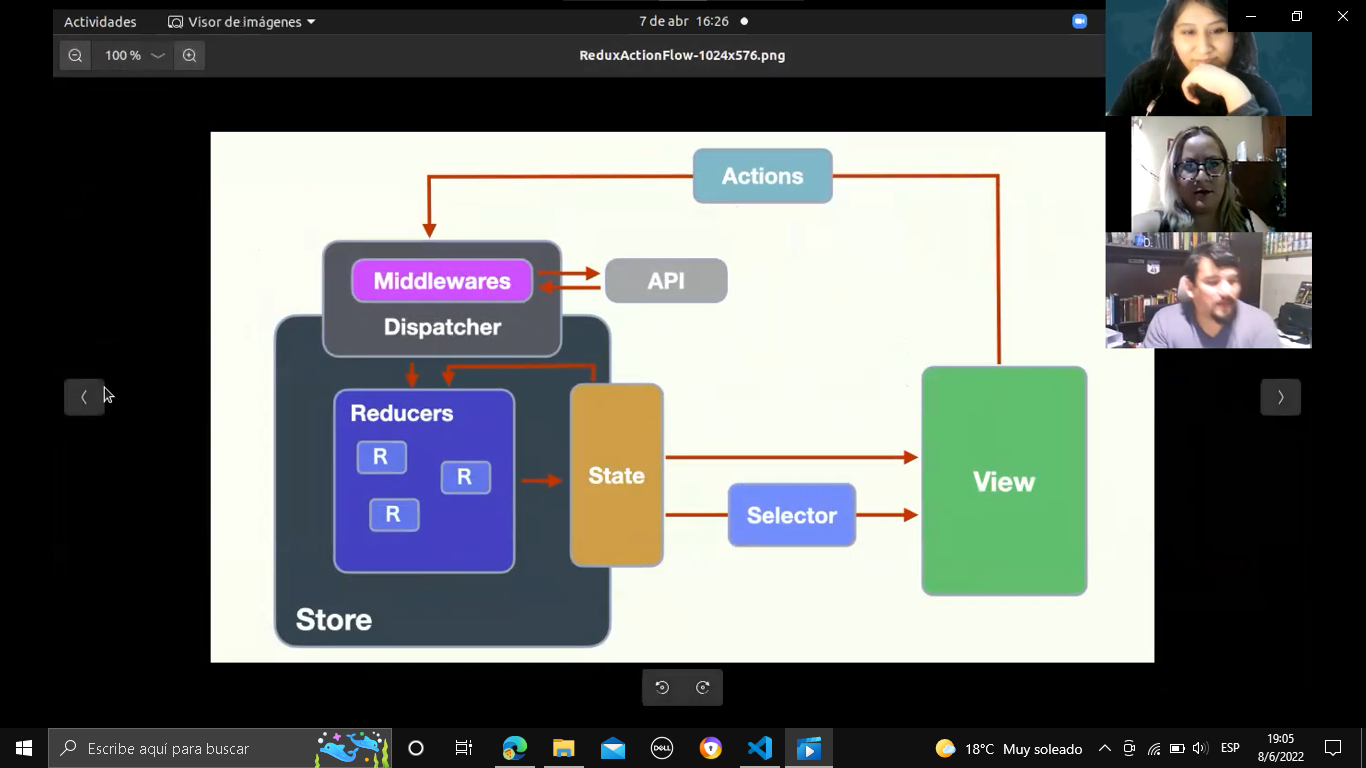 Actividades
Visor de imágenes
7 de abr 16:26
100 %
ReduxActionFlow-1024x576.png
Actions
Middlewares
API
Dispatcher
Reducers
R
R
R
State
Selector
View
Store
Escribe aquí para buscar
DELL
18°C Muy soleado
ESP
19:05
8/6/2022